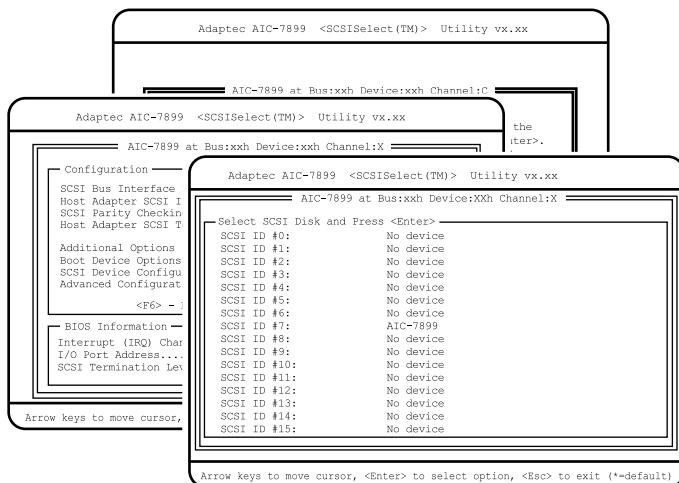 Adaptec AIC-7899 <SCSISelect(TM)> Utility vx.xx
AIC-7899 at Bus:xxh Device:xxh Channel:C
the
Adaptec AIC-7899 <SCSISelect(TM)> Utility vx.xx
AIC-7899 at Bus:xxh Device:xxh Channel:X
Configuration
SCSI Bus Interface
Host Adapter SCSI I
SCSI Parity Checkin
Host Adapter SCSI T
Additional Options
Boot Device Options
SCSI Device Configu
Advanced Configurat
<F6> -
BIOS Information
Interrupt (IRQ) Chan
I/O Port Address....
SCSI Termination Lev
Arrow keys to move cursor,
Adaptec AIC-7899 <SCSISelect(TM)> Utility vx.xx
AIC-7899 at Bus:xxh Device:XXh Channel:X
Select SCSI Disk and Press <Enter>
SCSI ID #0: No device
SCSI ID #1: No device
SCSI ID #2: No device
SCSI ID #3: No device
SCSI ID #4: No device
SCSI ID #5: No device
SCSI ID #6: No device
SCSI ID #7: AIC-7899
SCSI ID #8: No device
SCSI ID #9: No device
SCSI ID #10: No device
SCSI ID #11: No device
SCSI ID #12: No device
SCSI ID #13: No device
SCSI ID #14: No device
SCSI ID #15: No device
Arrow keys to move cursor, <Enter> to select option, <Esc> to exit (*=default)